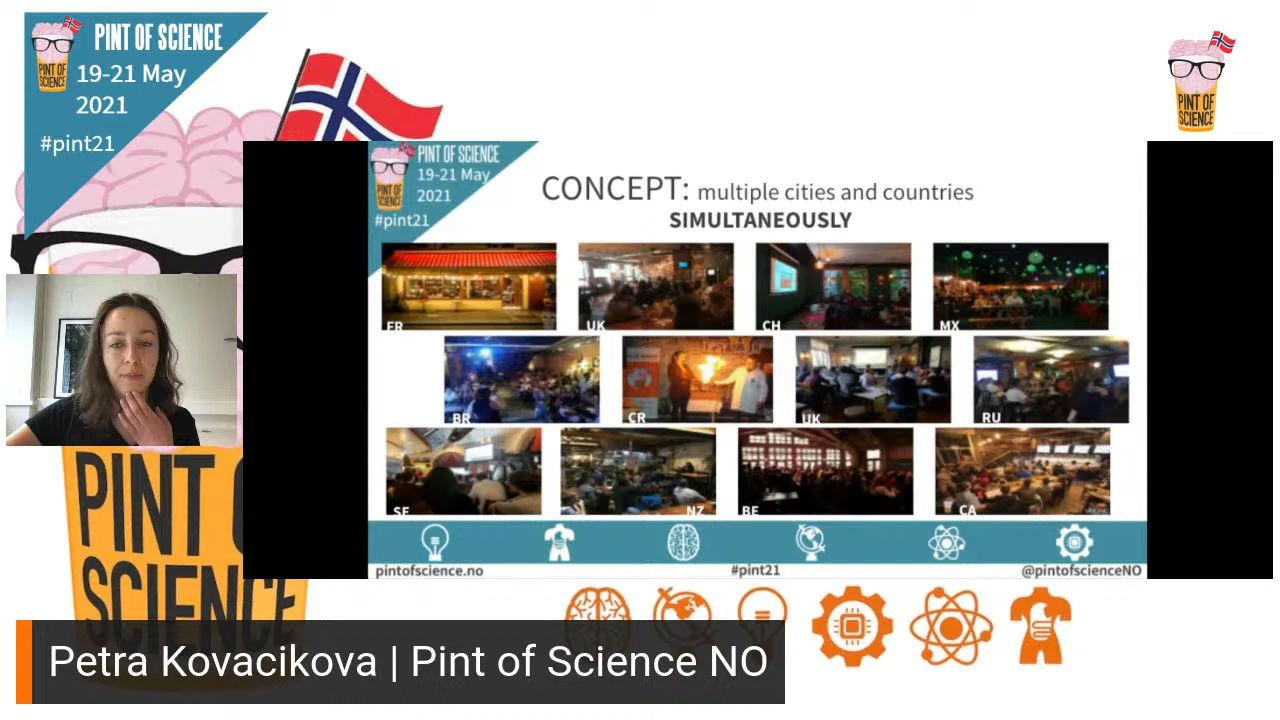 PINT OF SCIENCE
19-21 May
2021
#pint21
PINT OF
SCIENCE
PINT OF
SCIENCE
PINT OF SCIENCE
19-21 May
2021
#pint21
PINT OF
SCIENCE
CONCEPT: multiple cities and countries
SIMULTANEOUSLY
FR
UK
CH
MX
BR
CR
UK
RU
SE
NZ
BE
CA
pintofscience.no
#pint21
@pintofscienceNO
PINT
SCIENCE
Petra Kovacikova | Pint of Science NO